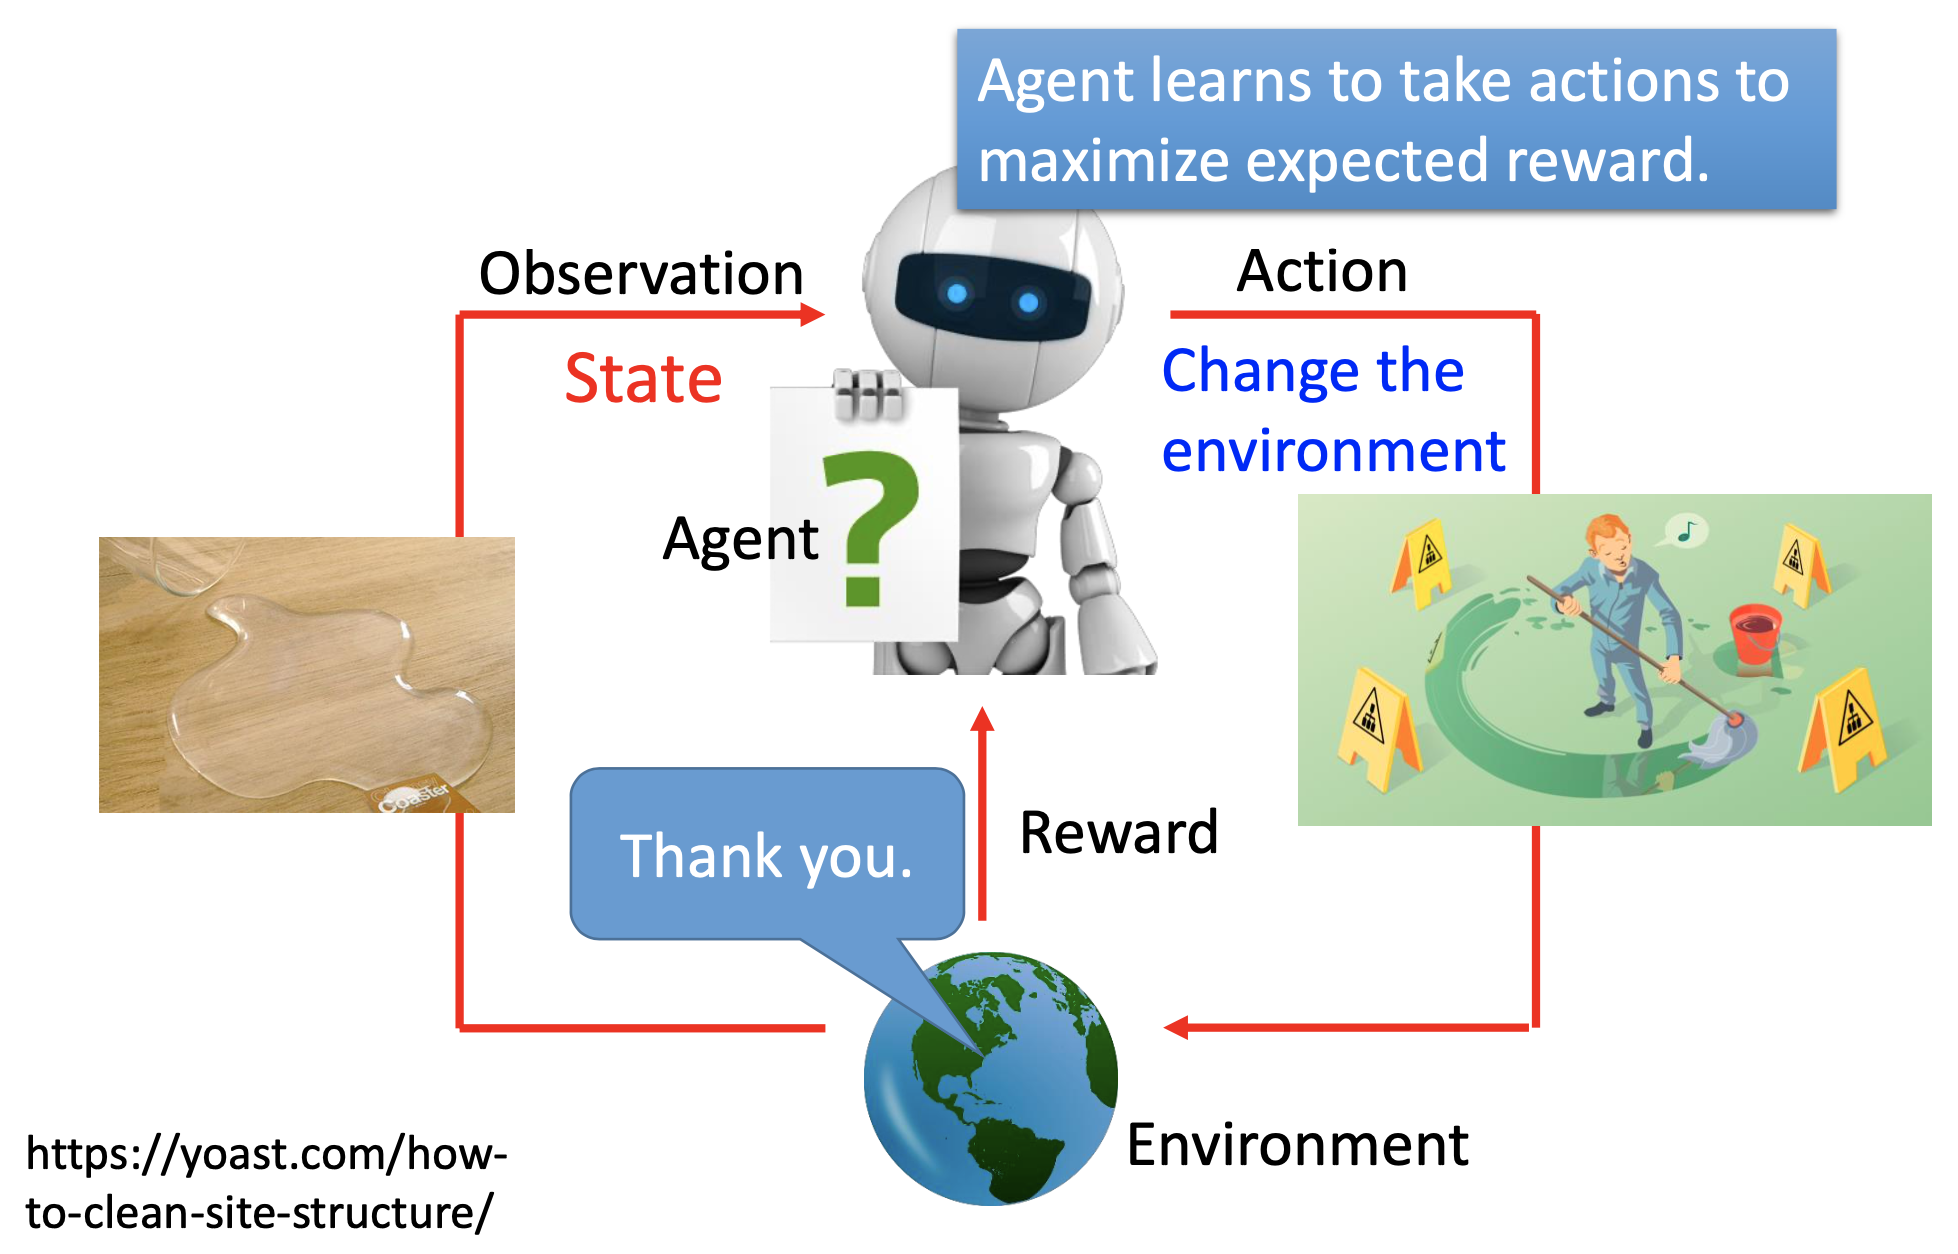 Agent learns to take actions to
maximize expected reward.
Observation
Action
State
Change the
environment
Agent
?
Coaster
Thank you.
Reward
Environment
https://yoast.com/how-
to-clean-site-structure/